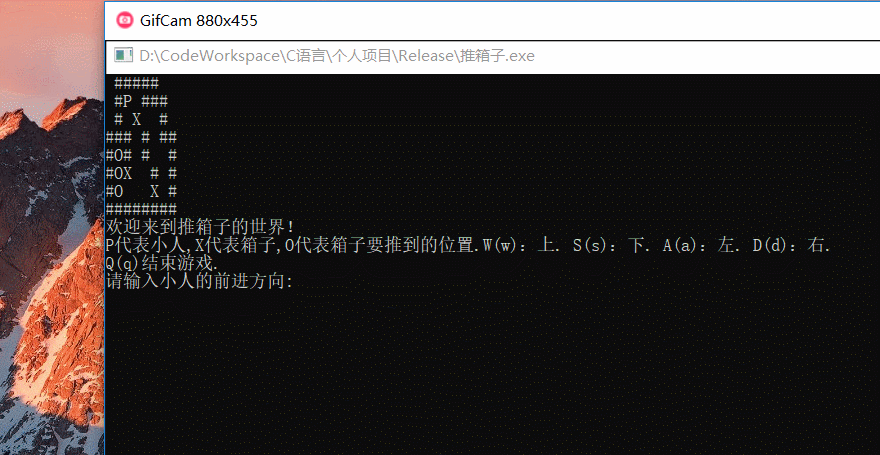 GifCam 880x455
D:\CodeWorkspace\C语言\个人项目\Release\推箱子.exe
 #####
 #P ###
 # X  #
### # ##
#O# #  #
#OX  # #
#O   X #
########
欢迎来到推箱子的世界!
P代表小人,X代表箱子,O代表箱子要推到的位置.W(w): 上. S(s): 下. A(a): 左. D(d): 右.
Q(q)结束游戏.
请输入小人的前进方向: